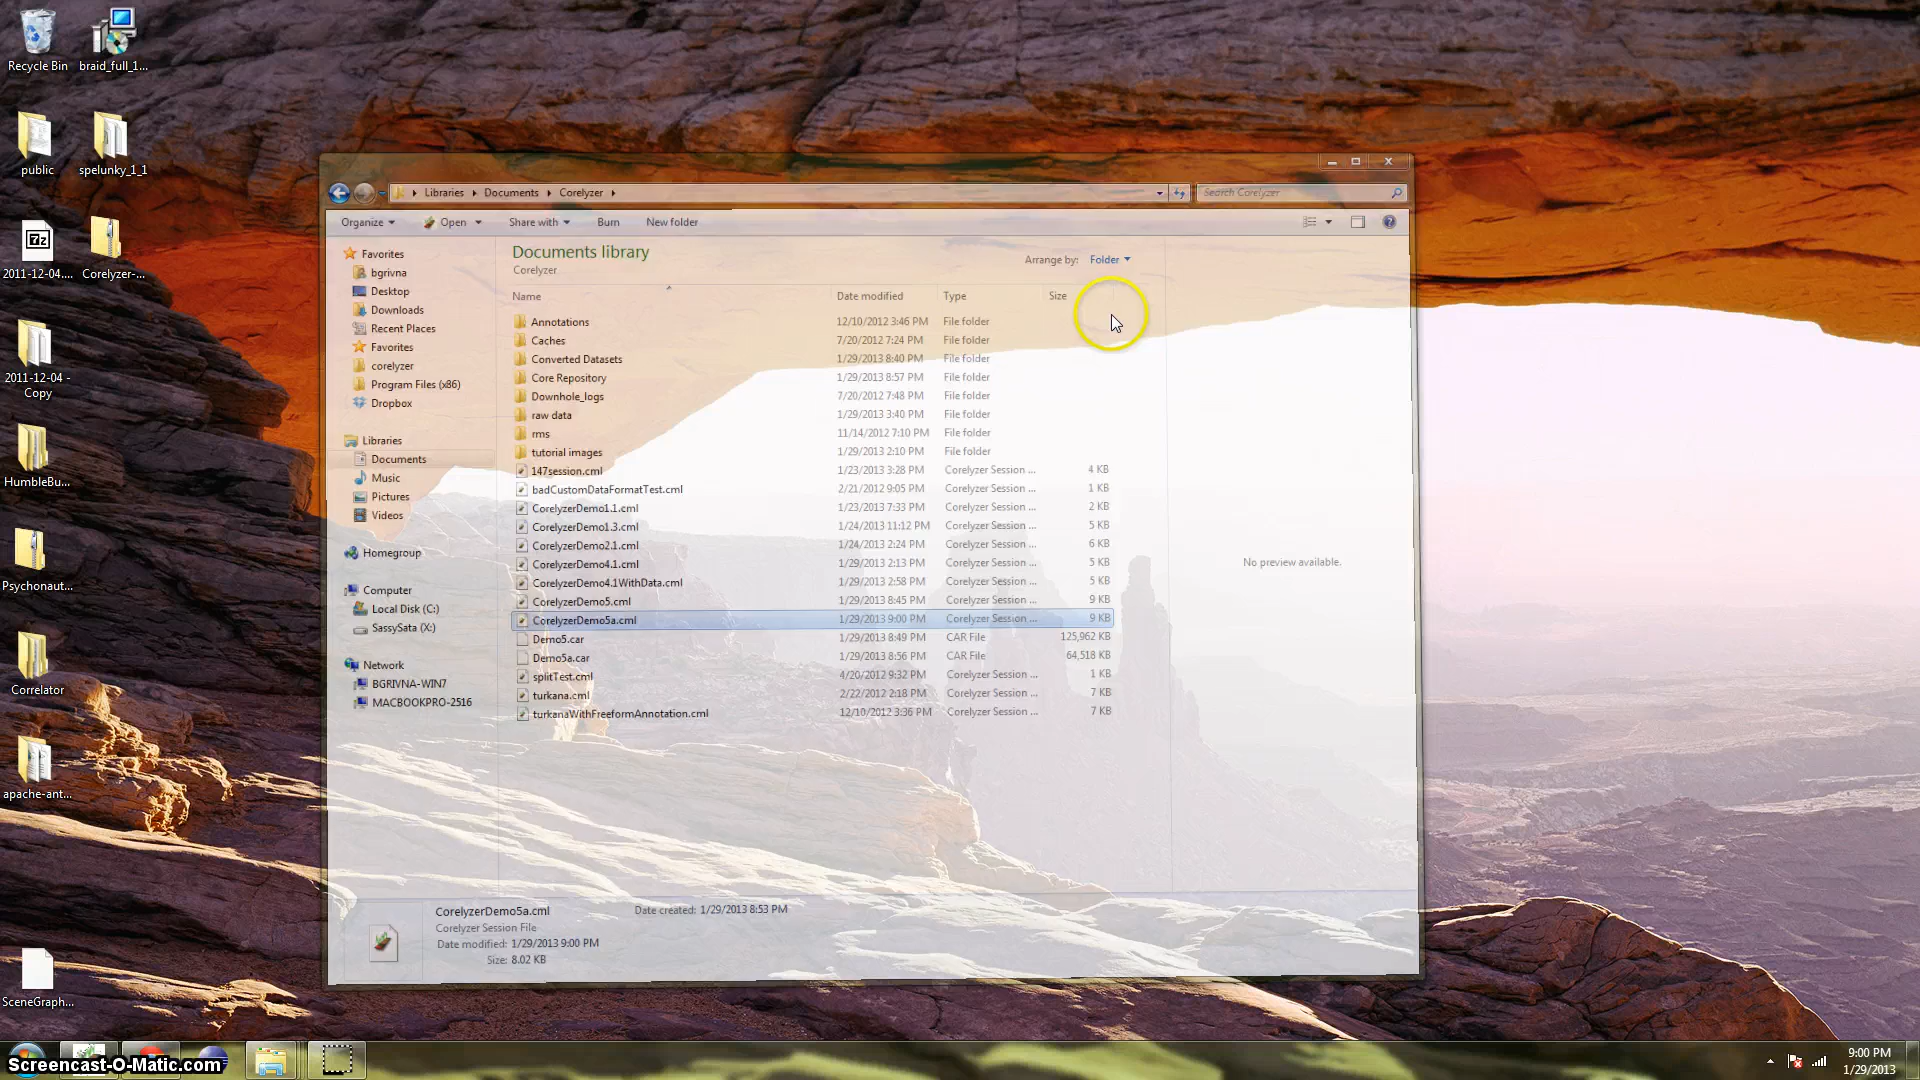 Recycle Bin
braid_full_1...
public
spelunky_1_1
2011-12-04....
Corelyzer-...
2011-12-04 -
Copy
HumbleBu...
Psychonaut...
Correlator
apache-ant...
SceneGraph...
Libraries
Documents
Corelyzer
Search Corelyzer
Organize
Open
Share with
Burn
New folder
Favorites
bgrivna
Desktop
Downloads
Recent Places
Favorites
corelyzer
Program Files (x86)
Dropbox
Libraries
Documents
Music
Pictures
Videos
Homegroup
Computer
Local Disk (C:)
SassySata (X:)
Network
BGRIVNA-WIN7
MACBOOKPRO-2516
Documents library
Corelyzer
Arrange by: Folder
Name Date modified Type Size
Annotations 12/10/2012 3:46 PM File folder
Caches 7/20/2012 7:24 PM File folder
Converted Datasets 1/29/2013 8:40 PM File folder
Core Repository 1/29/2013 8:57 PM File folder
Downhole_logs 7/20/2012 7:48 PM File folder
raw data 1/29/2013 3:40 PM File folder
rms 11/14/2012 7:10 PM File folder
tutorial images 1/29/2013 2:10 PM File folder
147session.cml 1/23/2013 3:28 PM Corelyzer Session ... 4 KB
badCustomDataFormatTest.cml 2/21/2012 9:05 PM Corelyzer Session ... 1 KB
CorelyzerDemo1.1.cml 1/23/2013 7:33 PM Corelyzer Session ... 2 KB
CorelyzerDemo1.3.cml 1/24/2013 11:12 PM Corelyzer Session ... 5 KB
CorelyzerDemo2.1.cml 1/24/2013 2:24 PM Corelyzer Session ... 6 KB
CorelyzerDemo4.1.cml 1/29/2013 2:13 PM Corelyzer Session ... 5 KB
CorelyzerDemo4.1WithData.cml 1/29/2013 2:58 PM Corelyzer Session ... 5 KB
CorelyzerDemo5.cml 1/29/2013 8:45 PM Corelyzer Session ... 9 KB
CorelyzerDemo5a.cml 1/29/2013 9:00 PM Corelyzer Session ... 9 KB
Demo5.car 1/29/2013 8:49 PM CAR File 125,962 KB
Demo5a.car 1/29/2013 8:56 PM CAR File 64,518 KB
splitTest.cml 4/20/2012 9:32 PM Corelyzer Session ... 1 KB
turkana.cml 2/22/2012 2:18 PM Corelyzer Session ... 7 KB
turkanaWithFreeformAnnotation.cml 12/10/2012 3:36 PM Corelyzer Session ... 7 KB
No preview available.
CorelyzerDemo5a.cml Date created: 1/29/2013 8:53 PM
Corelyzer Session File
Date modified: 1/29/2013 9:00 PM
Size: 8.02 KB
Screencast-O-Matic.com
9:00 PM
1/29/2013